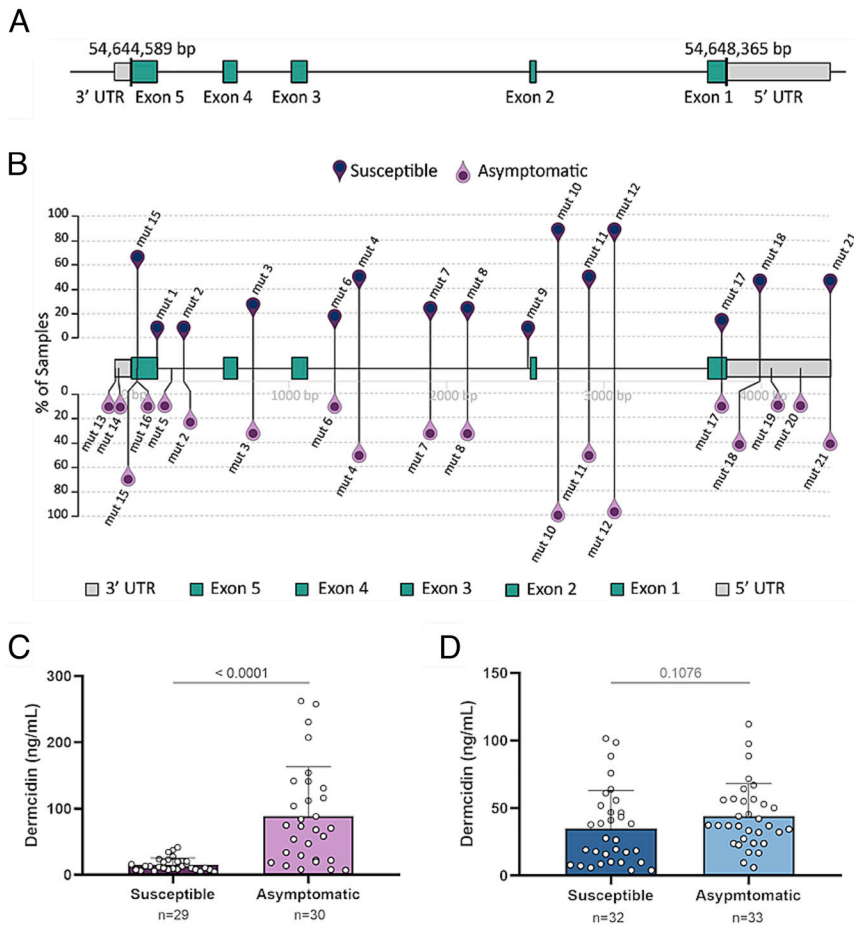 A
54,644,589 bp 54,648,365 bp
3' UTR Exon 5 Exon 4 Exon 3 Exon 2 Exon 1 5' UTR
B
Susceptible Asymptomatic
% of Samples
100
80
60
40
20
0
0
20
40
60
80
100
mut 15 mut 1 mut 2 mut 3 mut 6 mut 4 mut 7 mut 8 mut 9 mut 10 mut 11 mut 12 mut 17 mut 18 mut 21
bp 1000 bp 2000 bp 3000 bp 4000 bp
mut 13 mut 14 mut 15 mut 16 mut 5 mut 2 mut 3 mut 6 mut 4 mut 7 mut 8 mut 10 mut 11 mut 12 mut 17 mut 18 mut 19 mut 20 mut 21
3' UTR Exon 5 Exon 4 Exon 3 Exon 2 Exon 1 5' UTR
C
Dermcidin (ng/mL)
300
200
100
0
< 0.0001
Susceptible Asymptomatic
n=29 n=30
D
Dermcidin (ng/mL)
150
100
50
0
0.1076
Susceptible Asypmtomatic
n=32 n=33